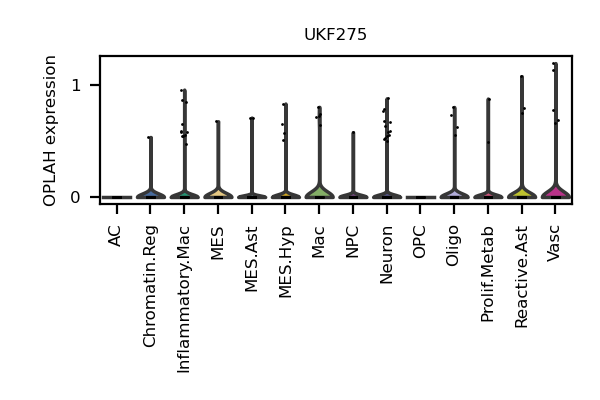 UKF275
OPLAH expression
1
0
AC
Chromatin.Reg
Inflammatory.Mac
MES
MES.Ast
MES.Hyp
Mac
NPC
Neuron
OPC
Oligo
Prolif.Metab
Reactive.Ast
Vasc